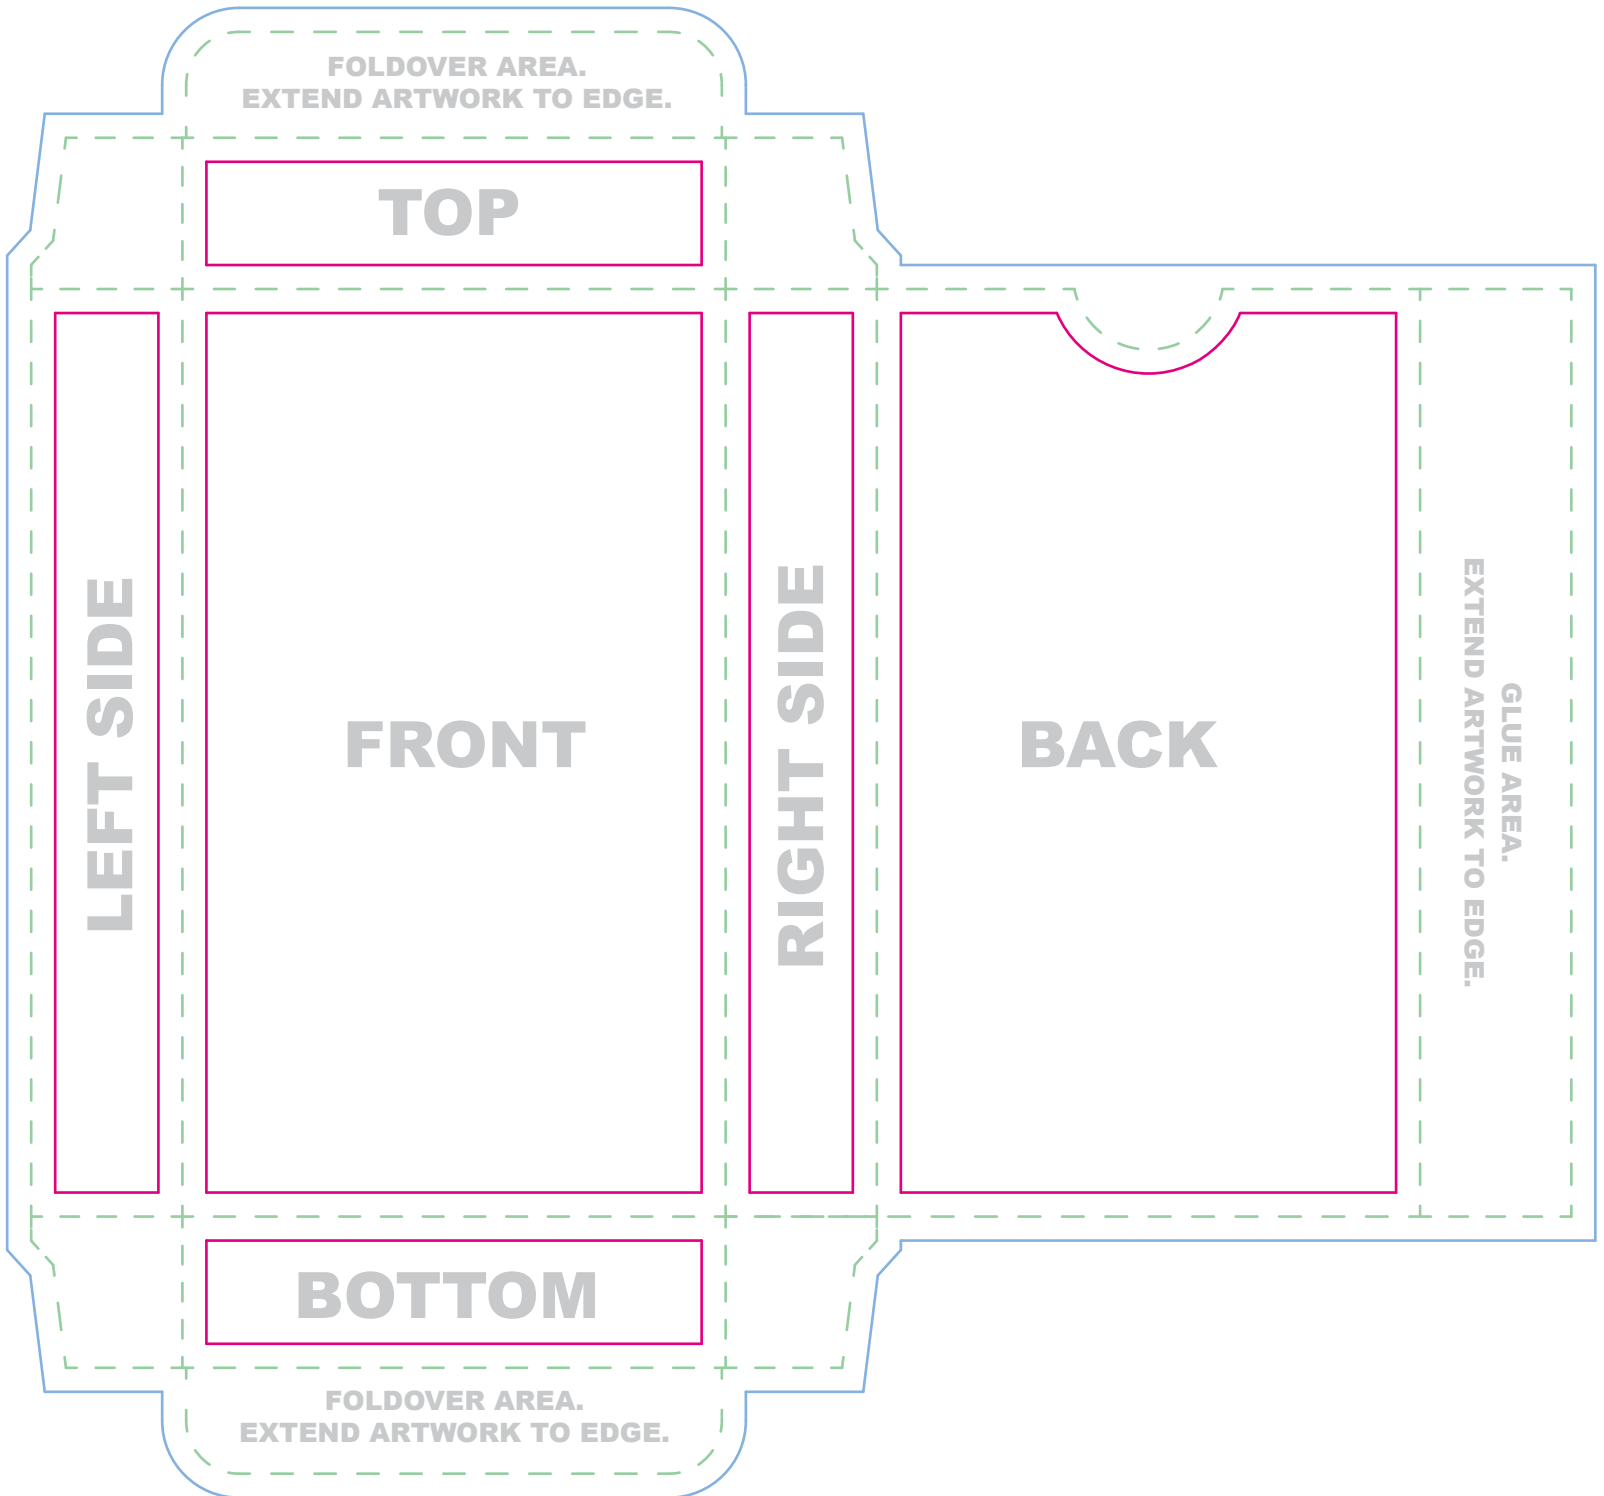 FOLDOVER AREA.
EXTEND ARTWORK TO EDGE.
TOP
LEFT SIDE
FRONT
RIGHT SIDE
BACK
GLUE AREA.
EXTEND ARTWORK TO EDGE.
BOTTOM
FOLDOVER AREA.
EXTEND ARTWORK TO EDGE.